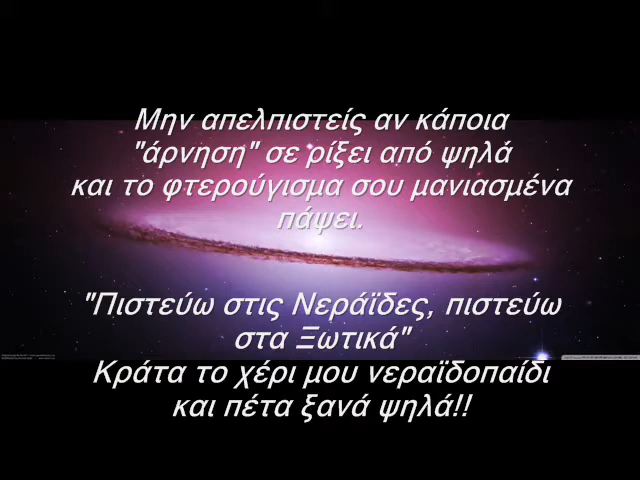 Μην απελπιστείς αν κάποια
"άρνηση" σε ρίξει από ψηλά
και το φτερούγισμα σου μανιασμένα
πάψει.
"Πιστεύω στις Νεράϊδες, πιστεύω
στα Ξωτικά"
Κράτα το χέρι μου νεραϊδοπαίδι
και πέτα ξανά ψηλά!!